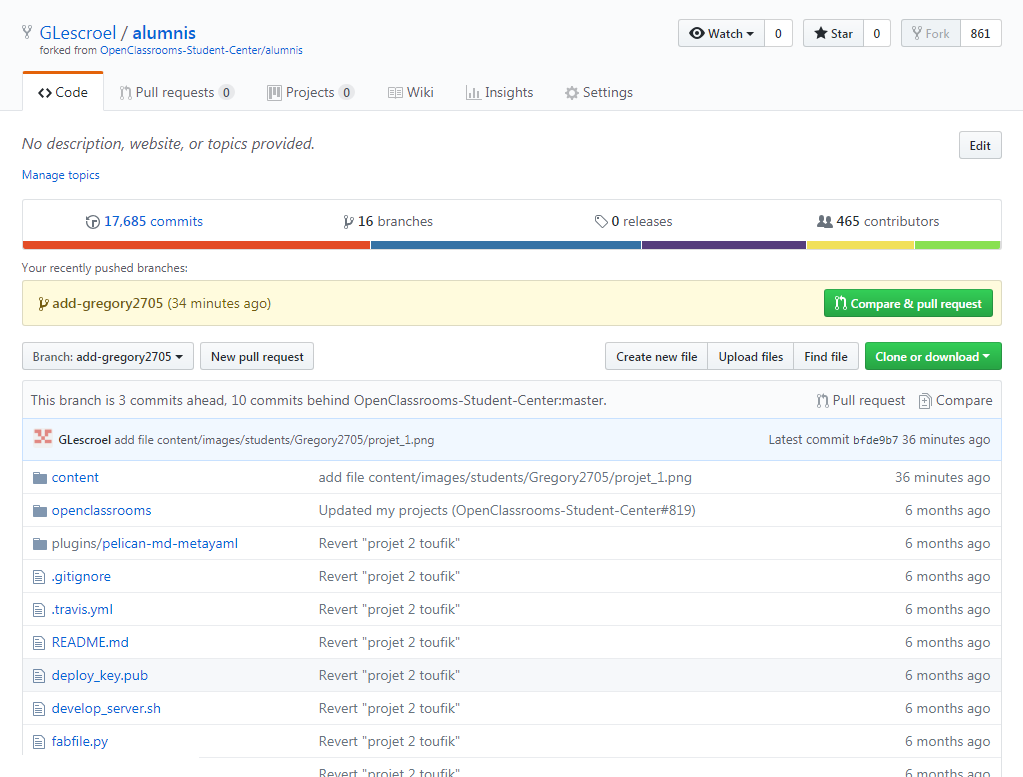 GLescroel / alumnis
forked from OpenClassrooms-Student-Center/alumnis
Watch 0 Star 0 Fork 861
Code Pull requests 0 Projects 0 Wiki Insights Settings
No description, website, or topics provided. Edit
Manage topics
17,685 commits 16 branches 0 releases 465 contributors
Your recently pushed branches:
add-gregory2705 (34 minutes ago) Compare & pull request
Branch: add-gregory2705 New pull request Create new file Upload files Find file Clone or download
This branch is 3 commits ahead, 10 commits behind OpenClassrooms-Student-Center:master. Pull request Compare
GLescroel add file content/images/students/Gregory2705/projet_1.png Latest commit bfde9b7 36 minutes ago
content add file content/images/students/Gregory2705/projet_1.png 36 minutes ago
openclassrooms Updated my projects (OpenClassrooms-Student-Center#819) 6 months ago
plugins/pelican-md-metayaml Revert "projet 2 toufik" 6 months ago
.gitignore Revert "projet 2 toufik" 6 months ago
.travis.yml Revert "projet 2 toufik" 6 months ago
README.md Revert "projet 2 toufik" 6 months ago
deploy_key.pub Revert "projet 2 toufik" 6 months ago
develop_server.sh Revert "projet 2 toufik" 6 months ago
fabfile.py Revert "projet 2 toufik" 6 months ago
Revert "projet 2 toufik" 6 months ago